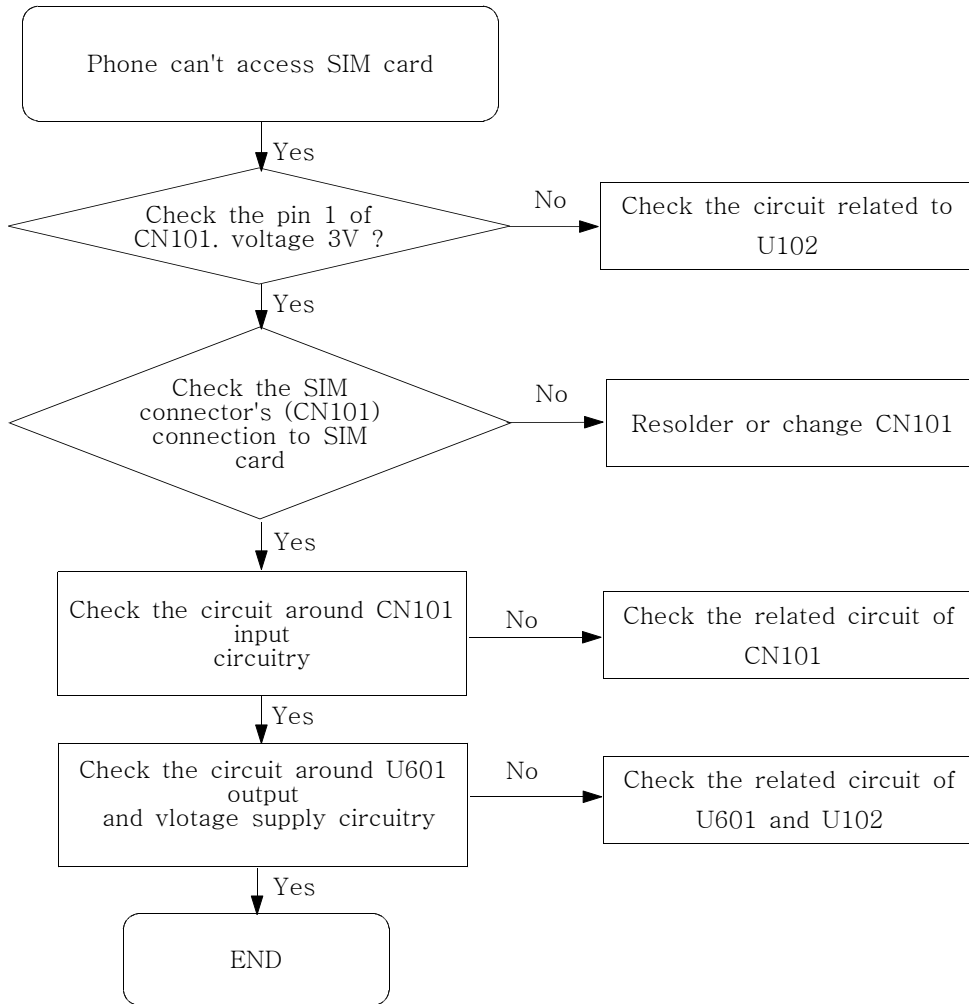 Phone can't access SIM card
Yes
Check the pin 1 of
CN101. voltage 3V ?
No
Check the circuit related to
U102
Yes
Check the SIM
connector's (CN101)
connection to SIM
card
No
Resolder or change CN101
Yes
Check the circuit around CN101
input
circuitry
No
Check the related circuit of
CN101
Yes
Check the circuit around U601
output
and vlotage supply circuitry
No
Check the related circuit of
U601 and U102
Yes
END